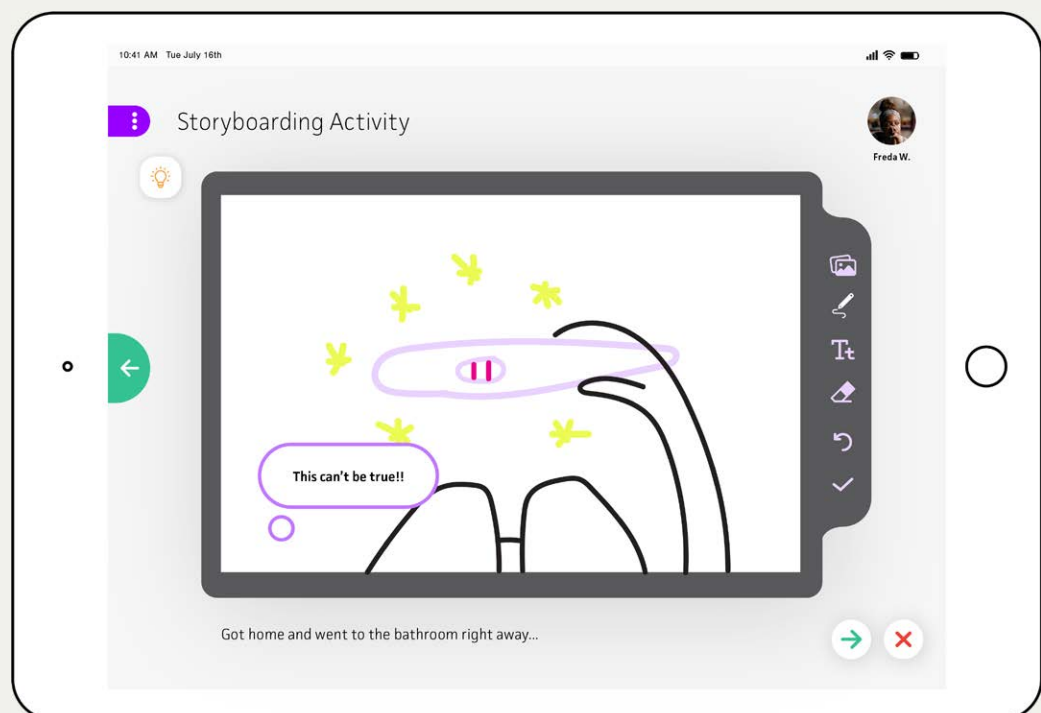 10:41 AM Tue July 16th
Storyboarding Activity
Freda W.
Tt
This can't be true!!
Got home and went to the bathroom right away...